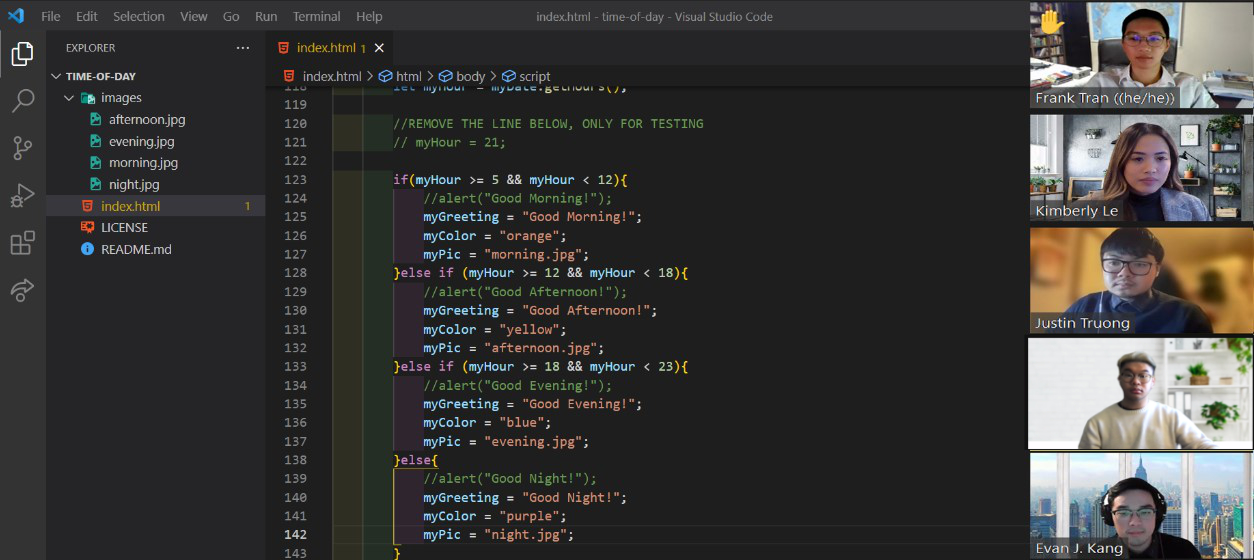 File Edit Selection View Go Run Terminal Help index.html - time-of-day - Visual Studio Code
EXPLORER ...
TIME-OF-DAY
images
afternoon.jpg
evening.jpg
morning.jpg
night.jpg
index.html 1
LICENSE
README.md
index.html 1
index.html > html > body > script
118 let myHour = myDate.getHours();
119
120 //REMOVE THE LINE BELOW, ONLY FOR TESTING
121 // myHour = 21;
122
123 if(myHour >= 5 && myHour < 12){
124 //alert("Good Morning!");
125 myGreeting = "Good Morning!";
126 myColor = "orange";
127 myPic = "morning.jpg";
128 }else if (myHour >= 12 && myHour < 18){
129 //alert("Good Afternoon!");
130 myGreeting = "Good Afternoon!";
131 myColor = "yellow";
132 myPic = "afternoon.jpg";
133 }else if (myHour >= 18 && myHour < 23){
134 //alert("Good Evening!");
135 myGreeting = "Good Evening!";
136 myColor = "blue";
137 myPic = "evening.jpg";
138 }else{
139 //alert("Good Night!");
140 myGreeting = "Good Night!";
141 myColor = "purple";
142 myPic = "night.jpg";
143 }
Frank Tran ((he/he))
Kimberly Le
Justin Truong
Evan J. Kang